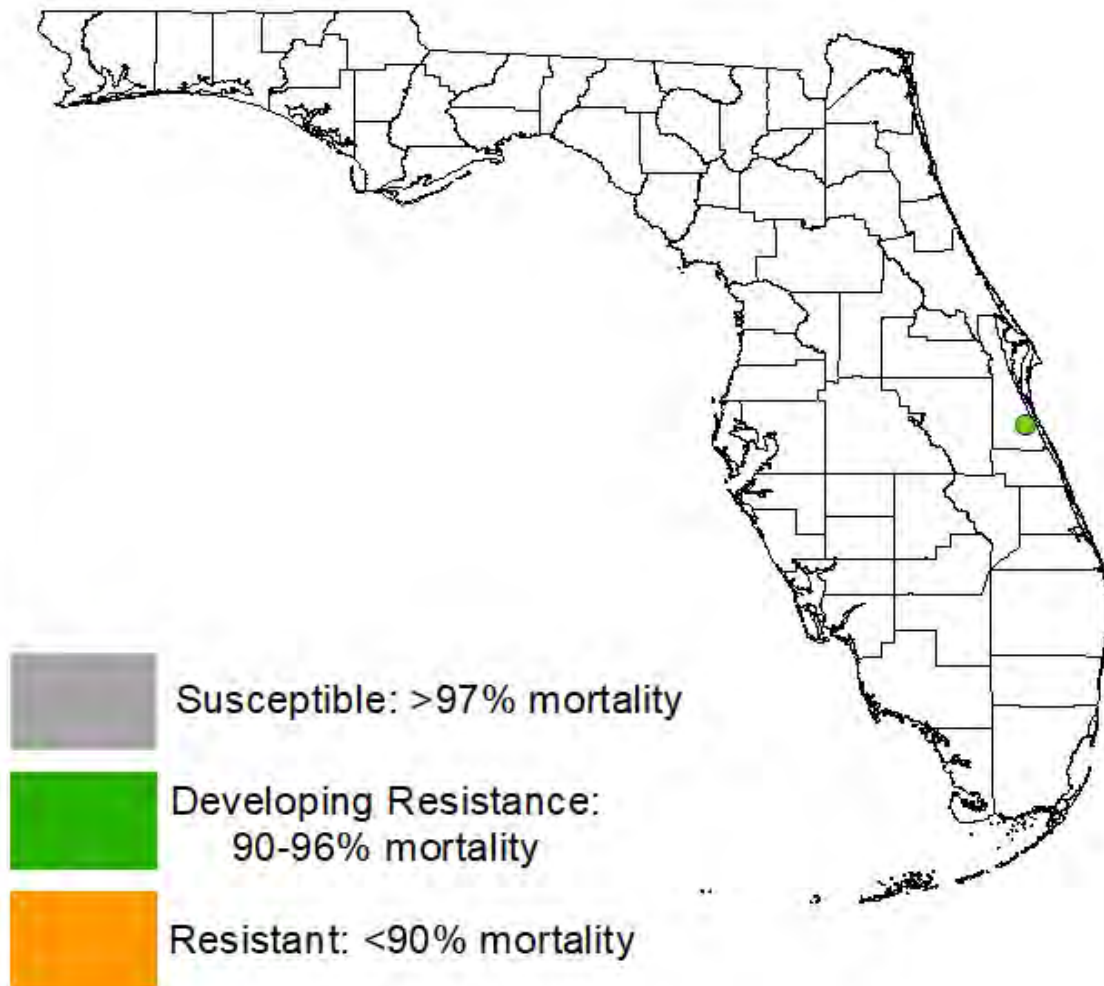 Susceptible: >97% mortality
Developing Resistance:
90-96% mortality
Resistant: <90% mortality